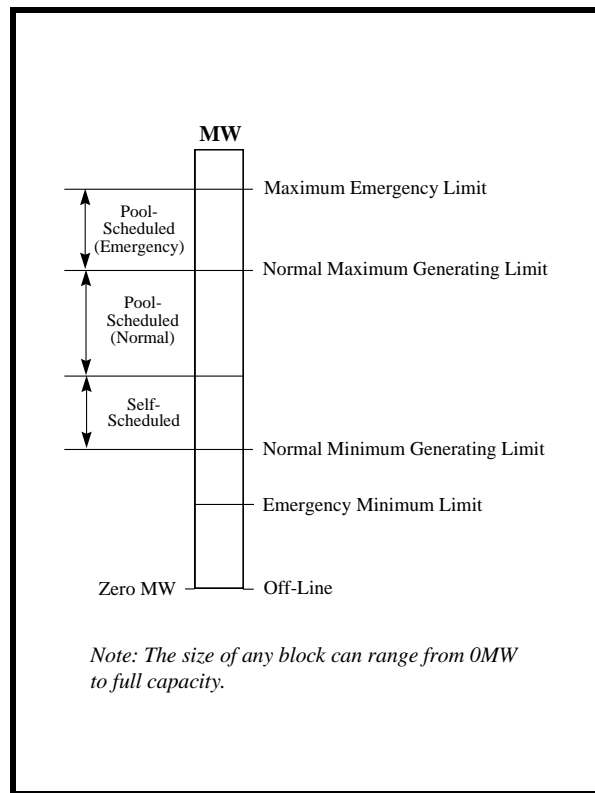 MW
Maximum Emergency Limit
Pool-
Scheduled
(Emergency)
Normal Maximum Generating Limit
Pool-
Scheduled
(Normal)
Self-
Scheduled
Normal Minimum Generating Limit
Emergency Minimum Limit
Zero MW
Off-Line
Note: The size of any block can range from 0MW
to full capacity.